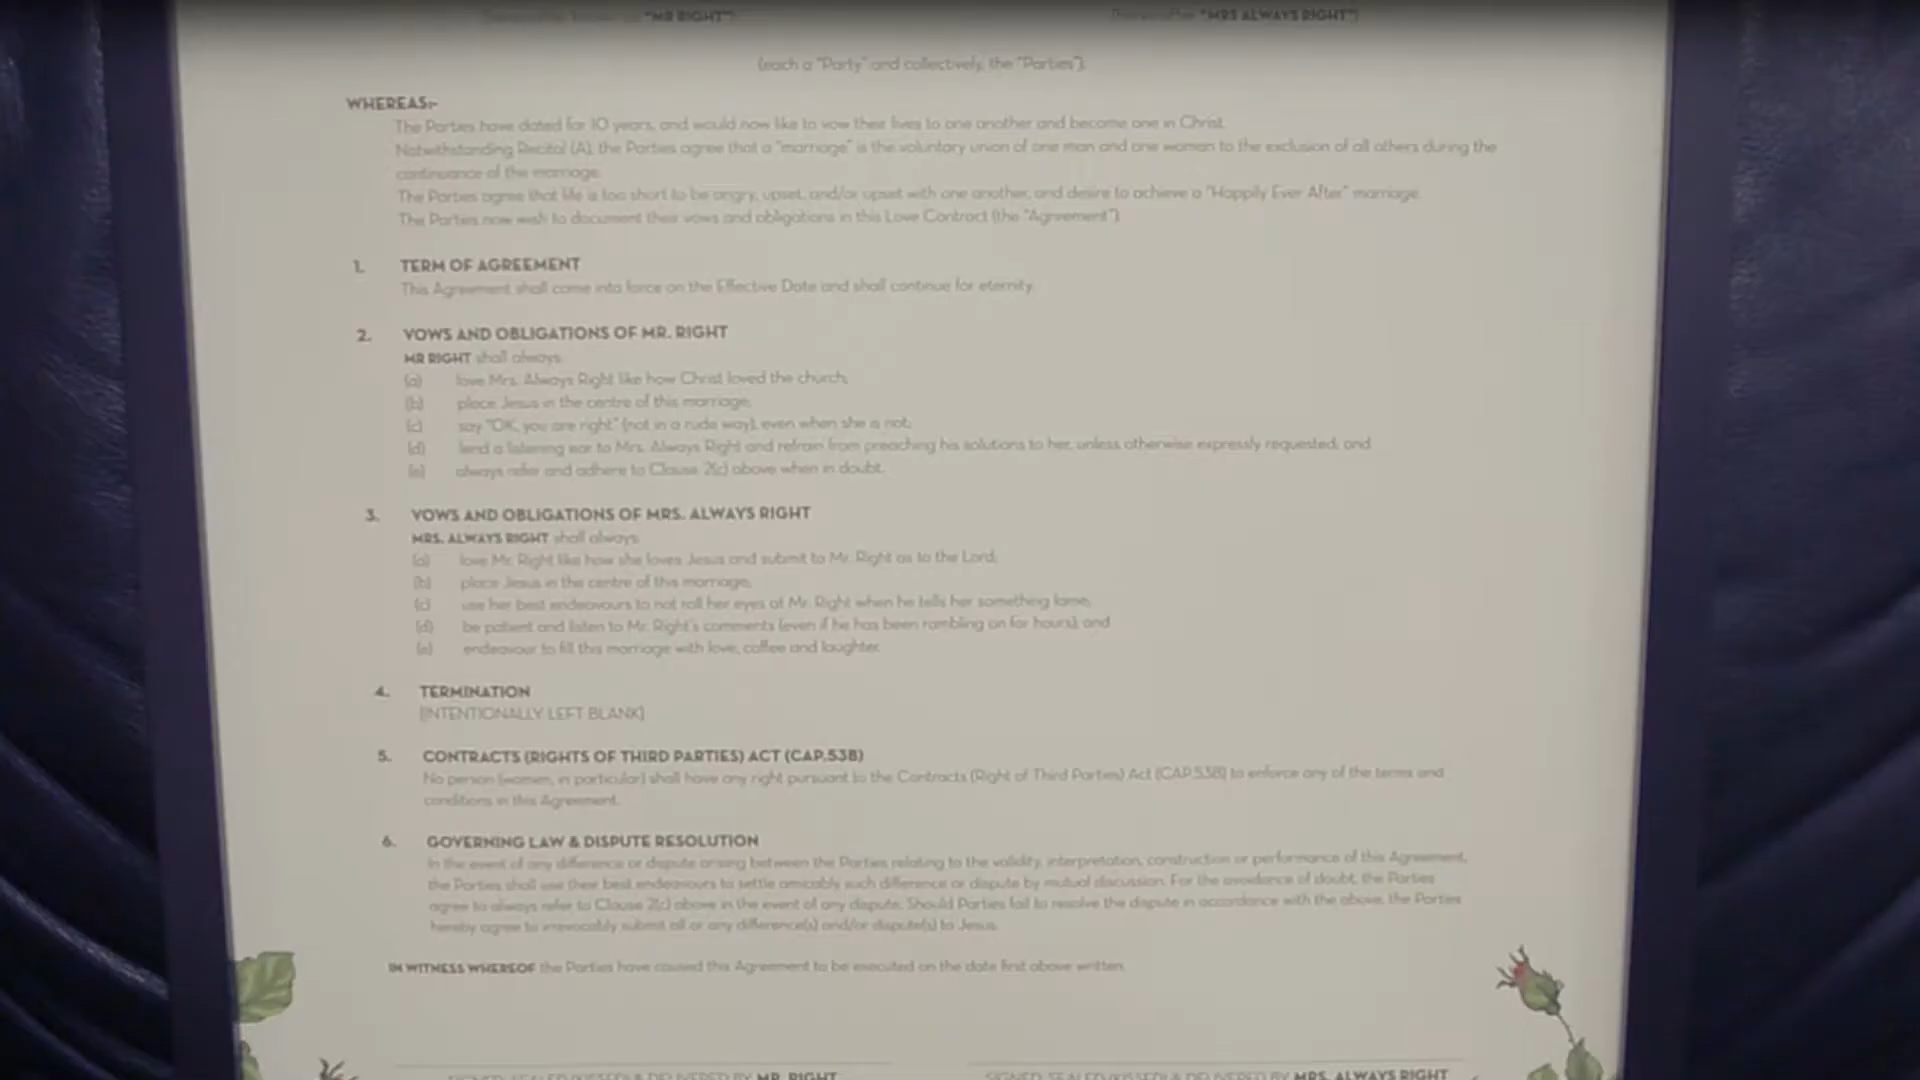 "MR RIGHT") "MRS ALWAYS RIGHT")
(each a "Party" and collectively, the "Parties").
WHEREAS:-
The Parties have dated for 10 years, and would now like to vow their lives to one another and become one in Christ.
Notwithstanding Recital (A), the Parties agree that a "marriage" is the voluntary union of one man and one woman to the exclusion of all others during the
continuance of the marriage.
The Parties agree that life is too short to be angry, upset, and/or upset with one another, and desire to achieve a "Happily Ever After" marriage.
The Parties now wish to document their vows and obligations in this Love Contract (the "Agreement")
1. TERM OF AGREEMENT
This Agreement shall come into force on the Effective Date and shall continue for eternity.
2. VOWS AND OBLIGATIONS OF MR. RIGHT
MR RIGHT shall always:
(a) love Mrs. Always Right like how Christ loved the church;
(b) place Jesus in the centre of this marriage;
(c) say "OK, you are right" (not in a rude way), even when she is not;
(d) lend a listening ear to Mrs. Always Right and refrain from preaching his solutions to her, unless otherwise expressly requested; and
(e) always refer and adhere to Clause 2(c) above when in doubt.
3. VOWS AND OBLIGATIONS OF MRS. ALWAYS RIGHT
MRS. ALWAYS RIGHT shall always:
(a) love Mr. Right like how she loves Jesus and submit to Mr. Right as to the Lord;
(b) place Jesus in the centre of this marriage;
(c) use her best endeavours to not roll her eyes at Mr. Right when he tells her something lame;
(d) be patient and listen to Mr. Right's comments (even if he has been rambling on for hours); and
(e) endeavour to fill this marriage with love, coffee and laughter.
4. TERMINATION
[INTENTIONALLY LEFT BLANK]
5. CONTRACTS (RIGHTS OF THIRD PARTIES) ACT (CAP.53B)
No person (women, in particular) shall have any right pursuant to the Contracts (Right of Third Parties) Act (CAP.53B) to enforce any of the terms and
conditions in this Agreement.
6. GOVERNING LAW & DISPUTE RESOLUTION
In the event of any difference or dispute arising between the Parties relating to the validity, interpretation, construction or performance of this Agreement,
the Parties shall use their best endeavours to settle amicably such difference or dispute by mutual discussion. For the avoidance of doubt, the Parties
agree to always refer to Clause 2(c) above in the event of any dispute. Should Parties fail to resolve the dispute in accordance with the above, the Parties
hereby agree to irrevocably submit all or any difference(s) and/or dispute(s) to Jesus.
IN WITNESS WHEREOF the Parties have caused this Agreement to be executed on the date first above written.
SIGNED, SEALED (KISSED) & DELIVERED BY MR. RIGHT SIGNED, SEALED (KISSED) & DELIVERED BY MRS. ALWAYS RIGHT